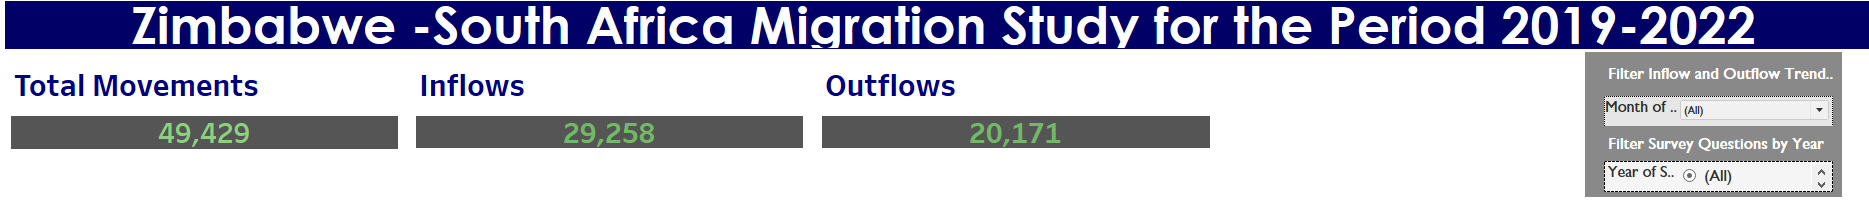 Zimbabwe -South Africa Migration Study for the Period 2019-2022
Total Movements
Inflows
Outflows
49,429
29,258
20,171
Filter Inflow and Outflow Trend..
Month of .. (All)
Filter Survey Questions by Year
Year of S.. (All)